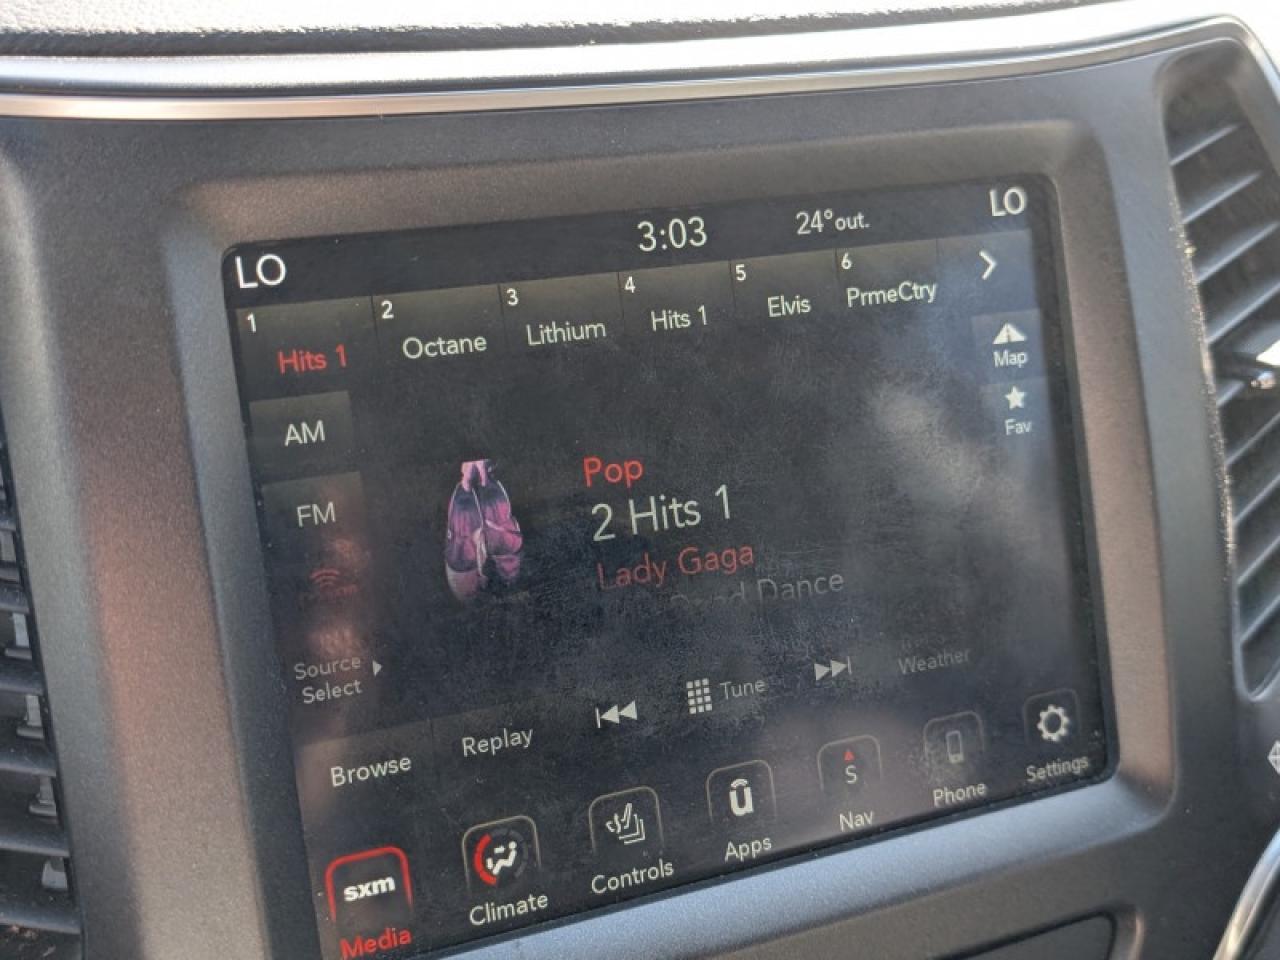 LO 3:03 24° out. LO
1 Hits 1
2 Octane
3 Lithium
4 Hits 1
5 Elvis
6 PrmeCtry
Map
Fav
AM
FM
Pop
2 Hits 1
Lady Gaga
Dance
Source
Select
Browse
Replay
Tune
Weather
sxm
Media
Climate
Controls
Apps
S
Nav
Phone
Settings